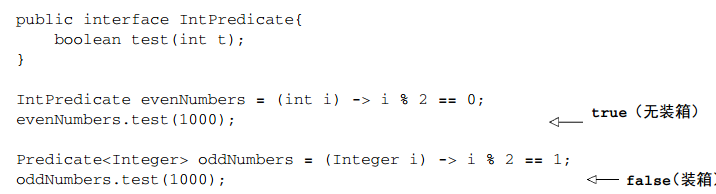 public interface IntPredicate{
    boolean test(int t);
}
IntPredicate evenNumbers = (int i) -> i % 2 == 0;
evenNumbers.test(1000);
true（无装箱）
Predicate<Integer> oddNumbers = (Integer i) -> i % 2 == 1;
oddNumbers.test(1000);
false(装箱)